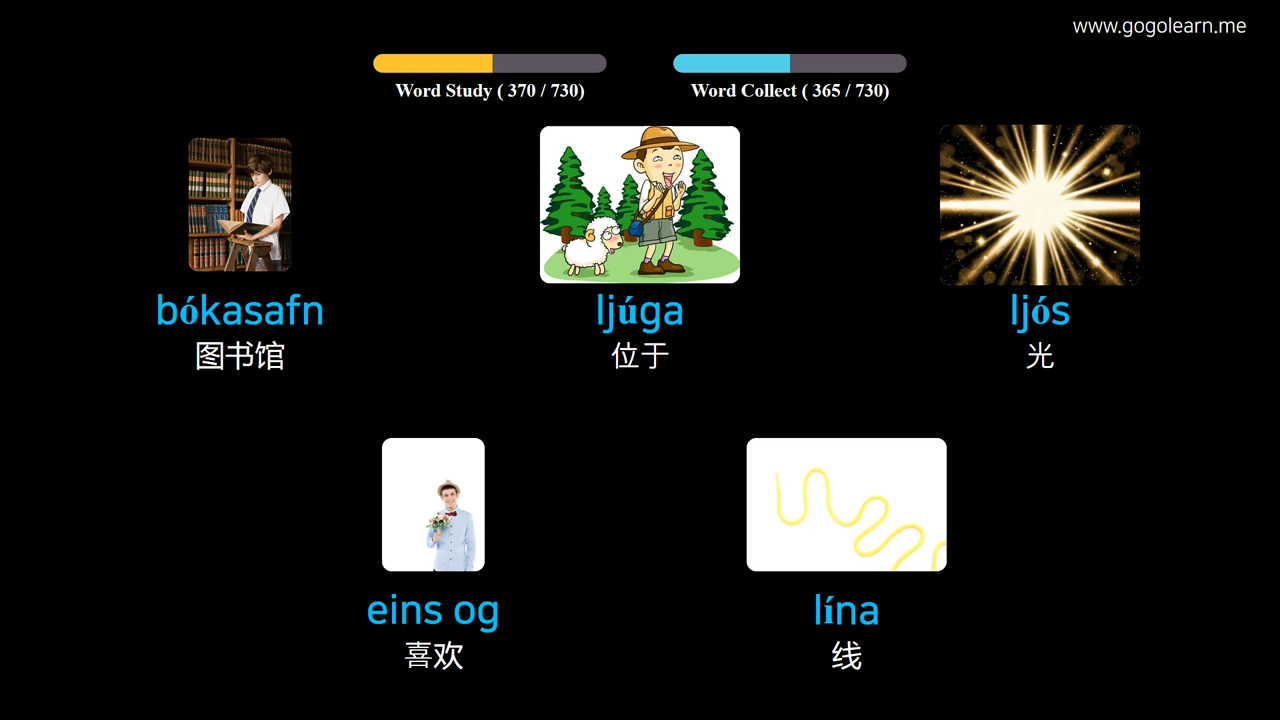 www.gogolearn.me
Word Study ( 370 / 730)
Word Collect ( 365 / 730)
bókasafn
ljúga
ljós
图书馆
位于
光
eins og
lína
喜欢
线